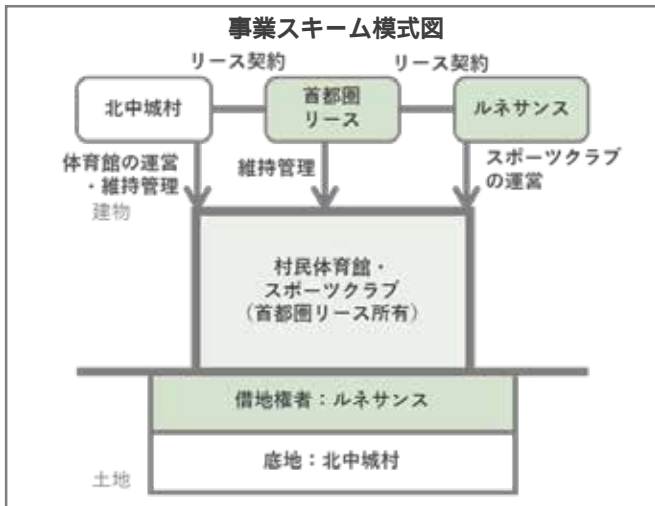 事業スキーム模式図
リース契約
リース契約
北中城村
首都圏
リース
ルネサンス
体育館の運営
・維持管理
維持管理
スポーツクラブ
の運営
建物
村民体育館・
スポーツクラブ
（首都圏リース所有）
借地権者：ルネサンス
底地：北中城村
土地